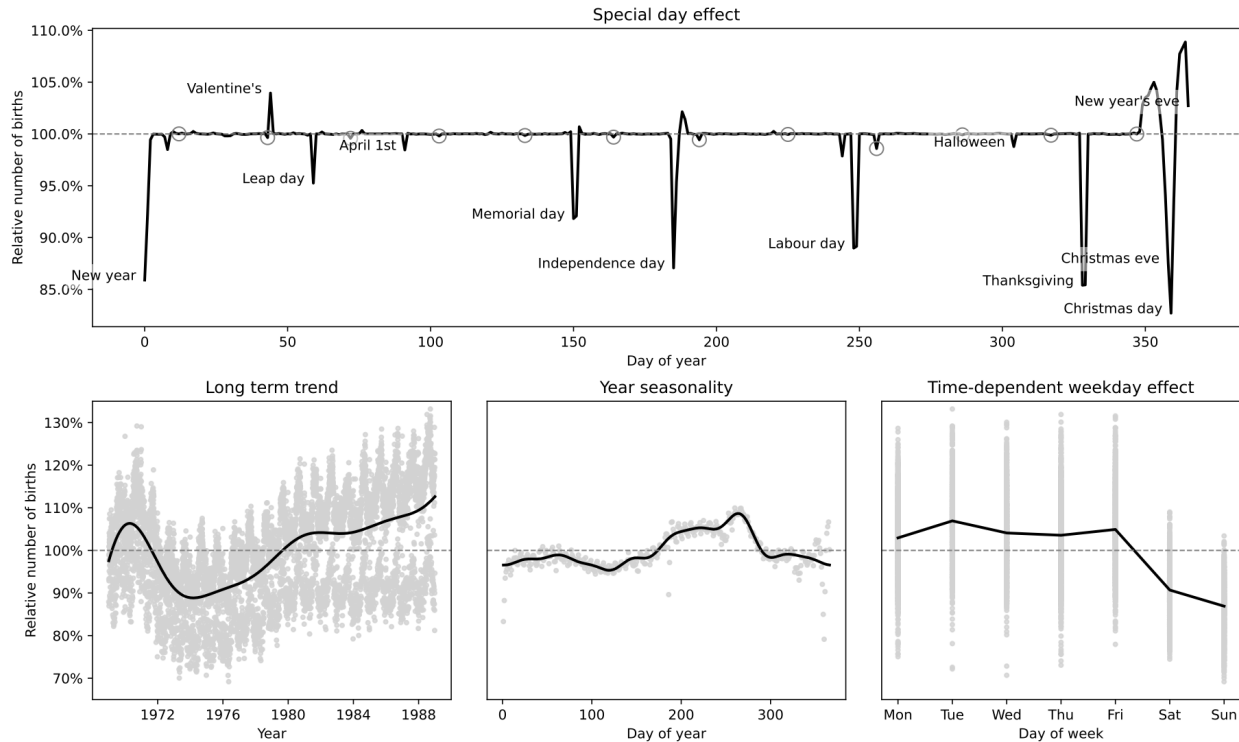 Special day effect
110.0%
105.0%
100.0%
95.0%
90.0%
85.0%
Relative number of births
Valentine's
New year's eve
April 1st
Halloween
Leap day
Memorial day
Labour day
Independence day
Christmas eve
New year
Thanksgiving
Christmas day
0 50 100 150 200 250 300 350
Day of year
Long term trend
Year seasonality
Time-dependent weekday effect
130%
120%
110%
100%
90%
80%
70%
Relative number of births
1972 1976 1980 1984 1988
Year
0 100 200 300
Day of year
Mon Tue Wed Thu Fri Sat Sun
Day of week